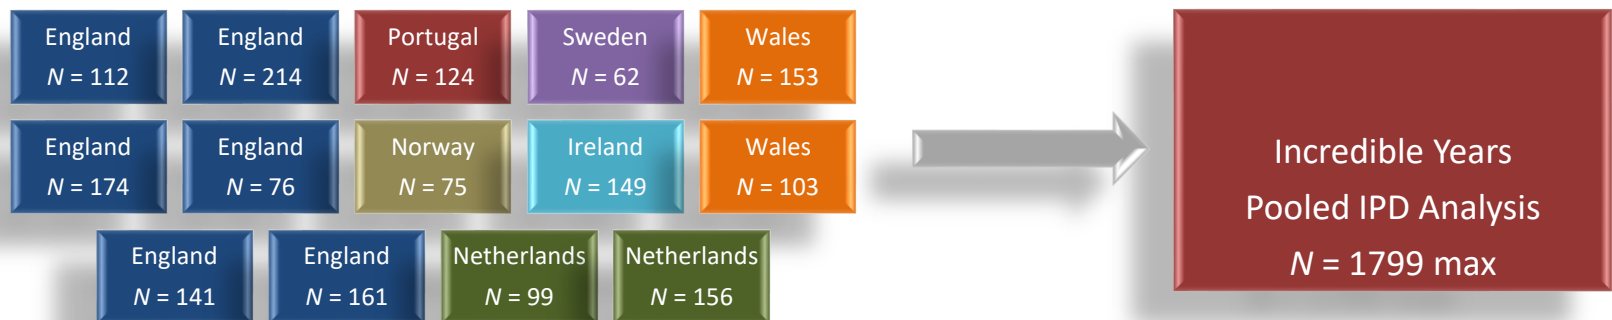 England
N = 112
England
N = 214
Portugal
N = 124
Sweden
N = 62
Wales
N = 153
England
N = 174
England
N = 76
Norway
N = 75
Ireland
N = 149
Wales
N = 103
England
N = 141
England
N = 161
Netherlands
N = 99
Netherlands
N = 156
Incredible Years
Pooled IPD Analysis
N = 1799 max